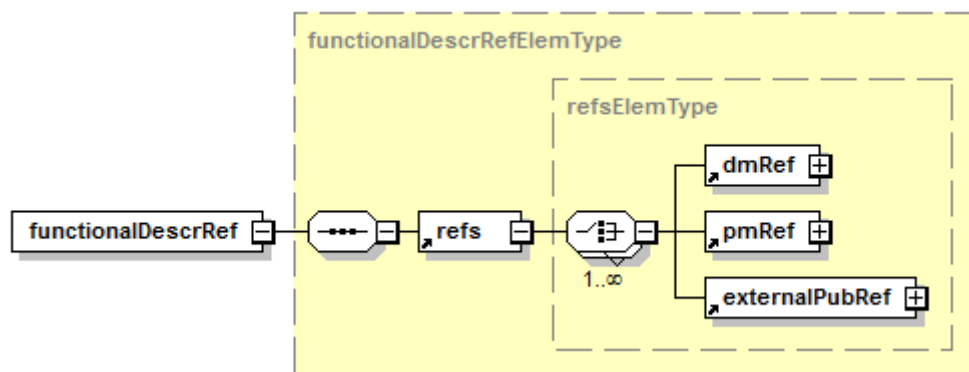 functionalDescrRefElemType
refsElemType
dmRef
functionalDescrRef
refs
pmRef
1..∞
externalPubRef